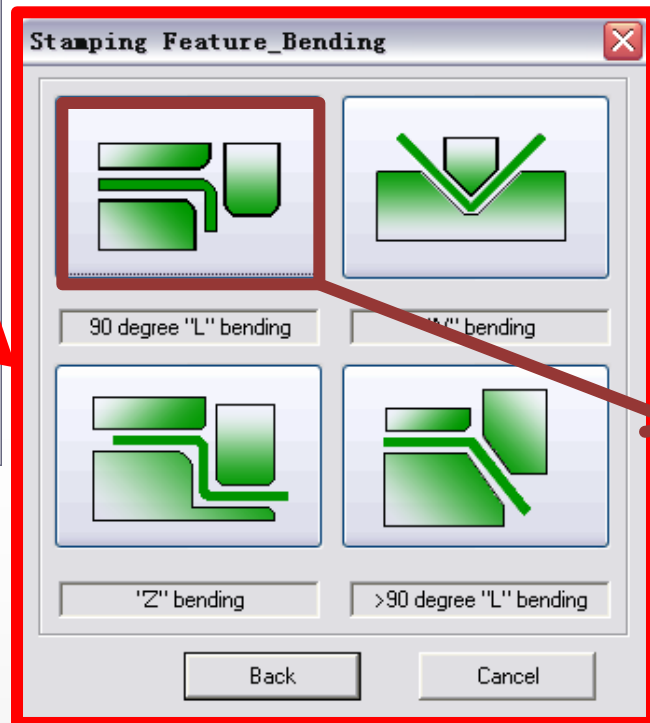 Stamping Feature_Bending
90 degree "L" bending
bending
"Z" bending
>90 degree "L" bending
Back
Cancel